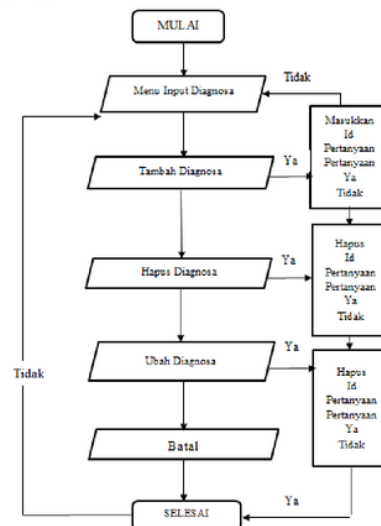 MULAI
Menu Input Diagnosa
Tidak
Masukkan
Id
Pertanyaan
Pertanyaan
Ya
Tidak
Tambah Diagnosa
Ya
Hapus
Id
Pertanyaan
Pertanyaan
Ya
Tidak
Hapus Diagnosa
Ya
Ubah Diagnosa
Ya
Hapus
Id
Pertanyaan
Pertanyaan
Ya
Tidak
Tidak
Batal
SELESAI
Ya